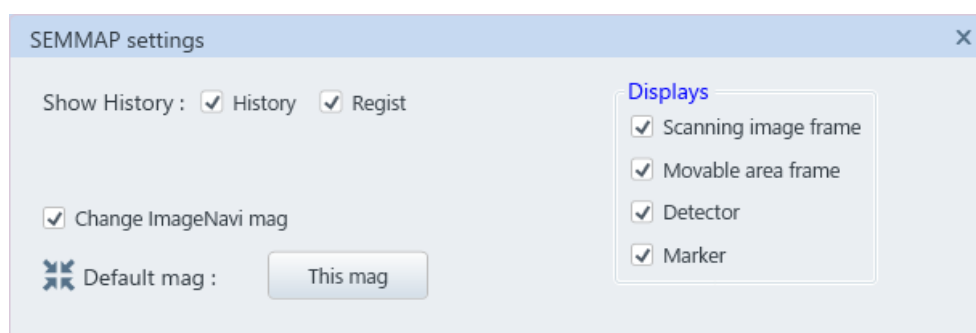 SEMMAP settings
Show History : History Regist
Change ImageNavi mag
Default mag : This mag
Displays
Scanning image frame
Movable area frame
Detector
Marker